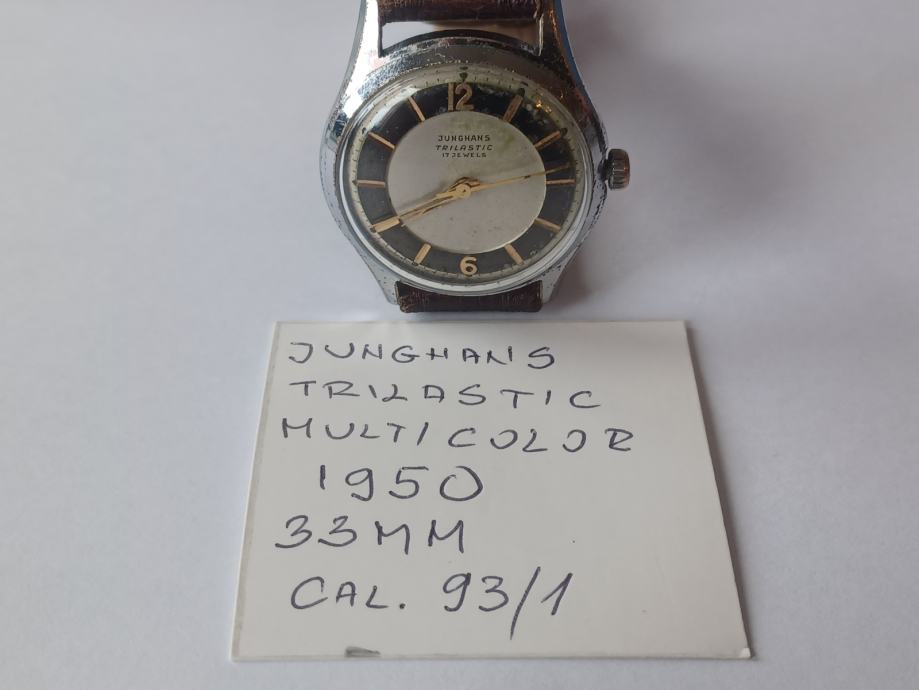 12
JUNGHANS
TRILASTIC
17 JEWELS
6
JUNGHANS
TRILASTIC
MULTICOLOR
1950
33MM
CAL. 93/1